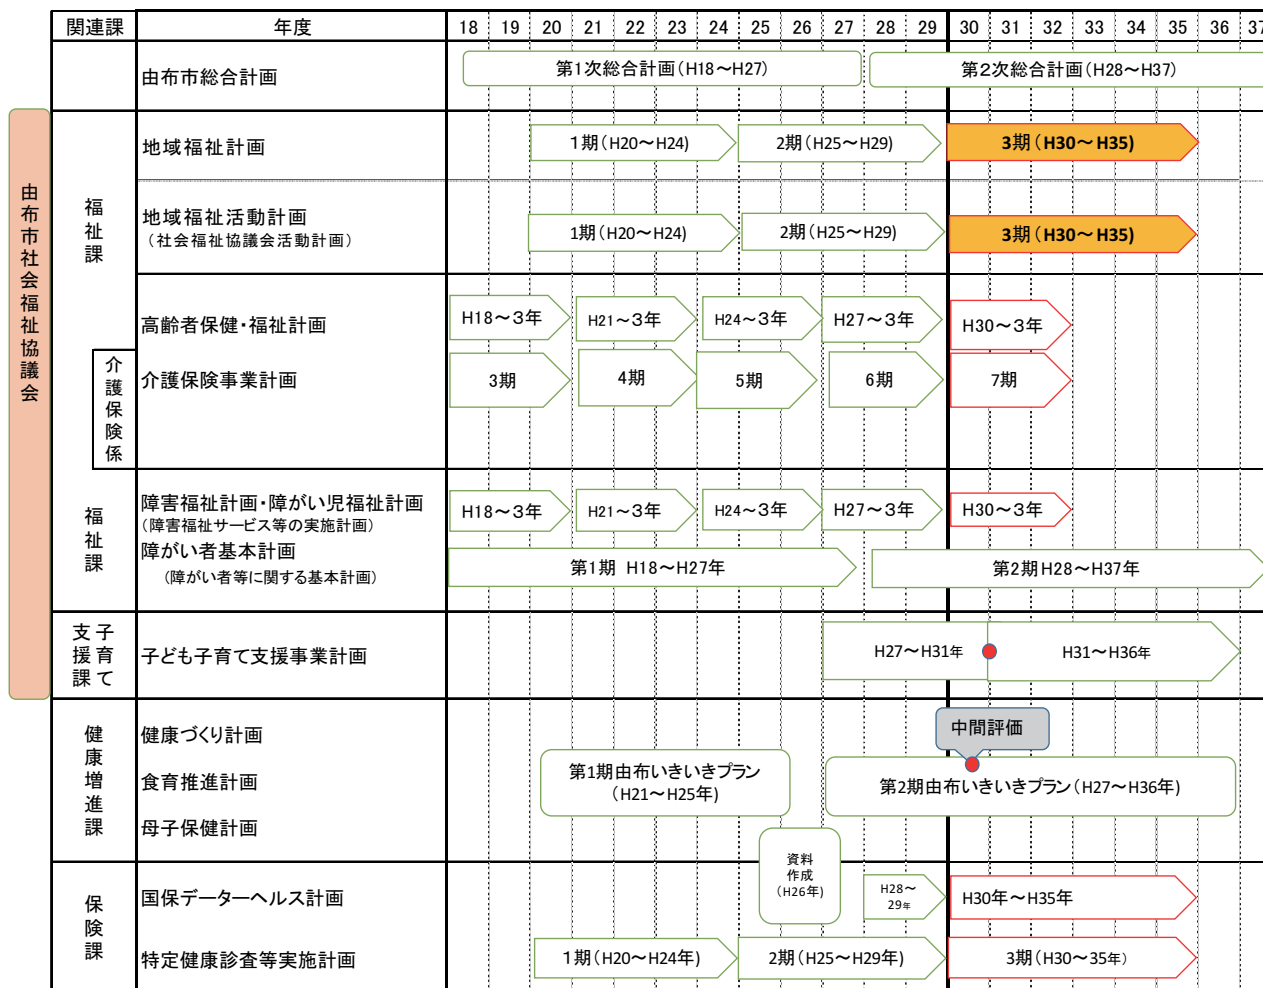 関連課 年度 18 19 20 21 22 23 24 25 26 27 28 29 30 31 32 33 34 35 36 37
由布市総合計画 第1次総合計画(H18～H27) 第2次総合計画(H28～H37)
由布市社会福祉協議会
福祉課
地域福祉計画 1期(H20～H24) 2期(H25～H29) 3期(H30～H35)
地域福祉活動計画
(社会福祉協議会活動計画) 1期(H20～H24) 2期(H25～H29) 3期(H30～H35)
高齢者保健・福祉計画 H18～3年 H21～3年 H24～3年 H27～3年 H30～3年
介護保険係
介護保険事業計画 3期 4期 5期 6期 7期
福祉課
障害福祉計画・障がい児福祉計画 H18～3年 H21～3年 H24～3年 H27～3年 H30～3年
(障害福祉サービス等の実施計画)
障がい者基本計画 第1期 H18～H27年 第2期H28～H37年
(障がい者等に関する基本計画)
子育て
支援課
子ども子育て支援事業計画 H27～H31年 H31～H36年
健康増進課
健康づくり計画 中間評価
食育推進計画 第1期由布いきいきプラン
(H21～H25年) 第2期由布いきいきプラン(H27～H36年)
母子保健計画
資料
作成
(H26年)
保険課
国保データーヘルス計画 H28～
29年 H30年～H35年
特定健康診査等実施計画 1期(H20～H24年) 2期(H25～H29年) 3期(H30～35年)